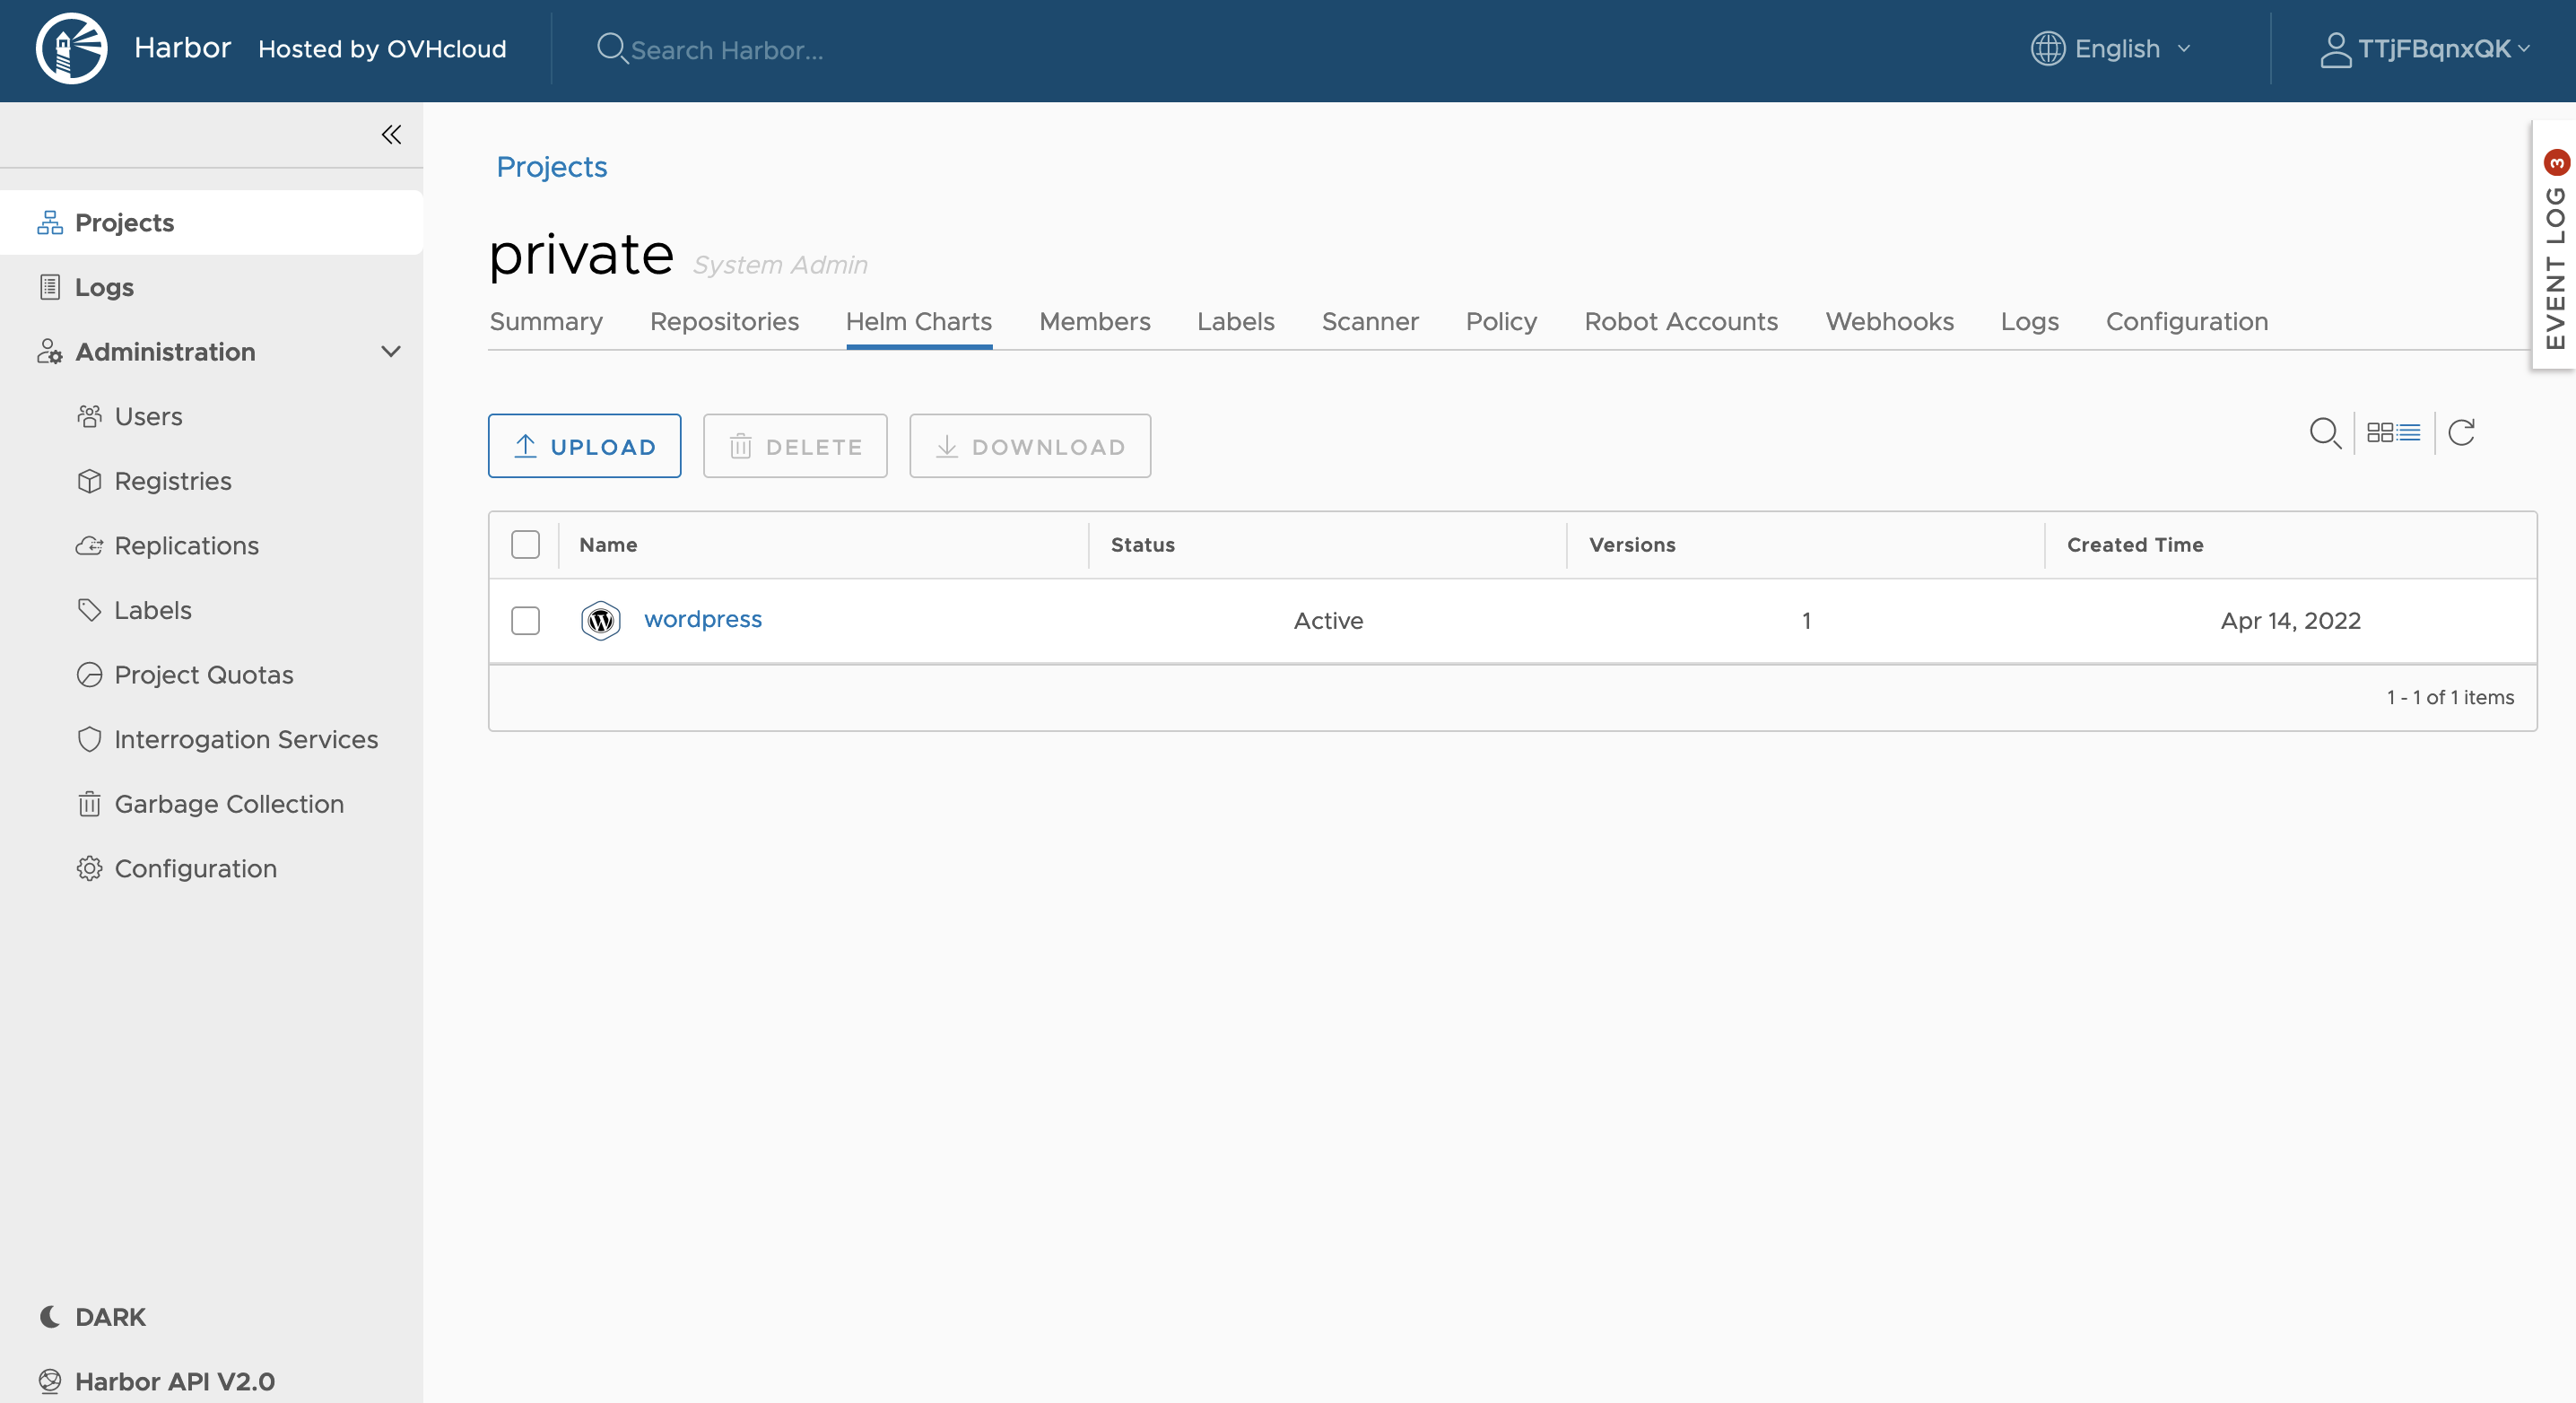 Harbor Hosted by OVHcloud Search Harbor... English TTjFBqnxQK
EVENT LOG 3
Projects
Logs
Administration
Users
Registries
Replications
Labels
Project Quotas
Interrogation Services
Garbage Collection
Configuration
DARK
Harbor API V2.0
Projects
private System Admin
Summary Repositories Helm Charts Members Labels Scanner Policy Robot Accounts Webhooks Logs Configuration
UPLOAD DELETE DOWNLOAD
Name Status Versions Created Time
W wordpress Active 1 Apr 14, 2022
1 - 1 of 1 items